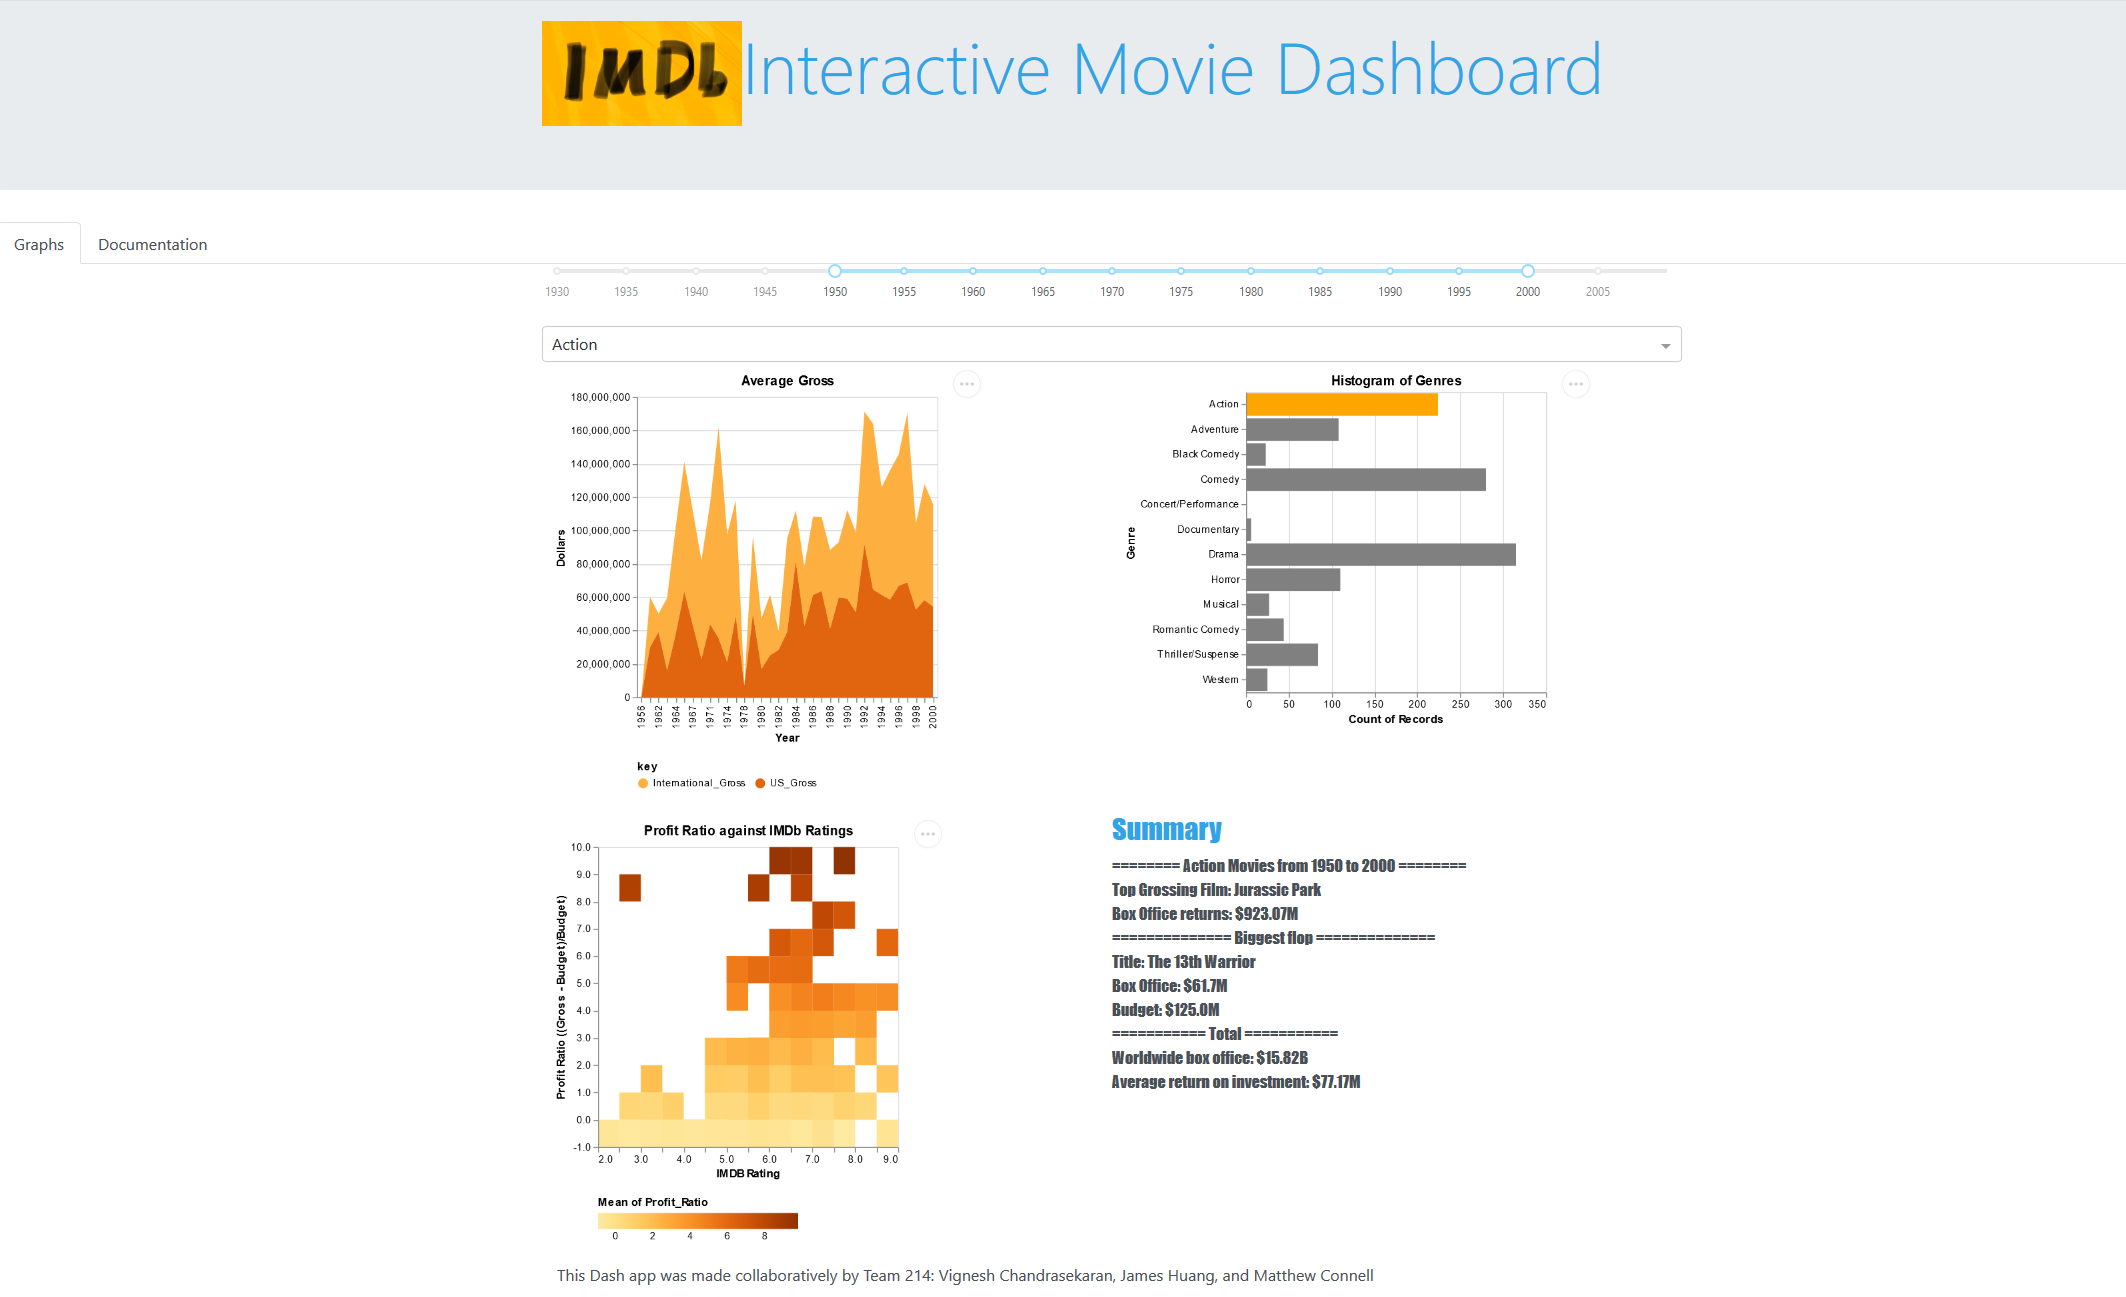 IMDb Interactive Movie Dashboard
Graphs Documentation
1930 1935 1940 1945 1950 1955 1960 1965 1970 1975 1980 1985 1990 1995 2000 2005
Action
Average Gross
180,000,000
160,000,000
140,000,000
120,000,000
100,000,000
80,000,000
60,000,000
40,000,000
20,000,000
0
Dollars
1956 1962 1964 1967 1971 1974 1978 1980 1982 1984 1986 1988 1990 1992 1994 1996 1998 2000
Year
key
International_Gross US_Gross
Histogram of Genres
Genre
Action
Adventure
Black Comedy
Comedy
Concert/Performance
Documentary
Drama
Horror
Musical
Romantic Comedy
Thriller/Suspense
Western
0 50 100 150 200 250 300 350
Count of Records
Profit Ratio against IMDb Ratings
10.0
9.0
8.0
7.0
6.0
5.0
4.0
3.0
2.0
1.0
0.0
-1.0
Profit Ratio ((Gross - Budget)/Budget)
2.0 3.0 4.0 5.0 6.0 7.0 8.0 9.0
IMDB Rating
Mean of Profit_Ratio
0 2 4 6 8
Summary
======== Action Movies from 1950 to 2000 ========
Top Grossing Film: Jurassic Park
Box Office returns: $923.07M
============== Biggest flop ==============
Title: The 13th Warrior
Box Office: $61.7M
Budget: $125.0M
=========== Total ===========
Worldwide box office: $15.82B
Average return on investment: $77.17M
This Dash app was made collaboratively by Team 214: Vignesh Chandrasekaran, James Huang, and Matthew Connell